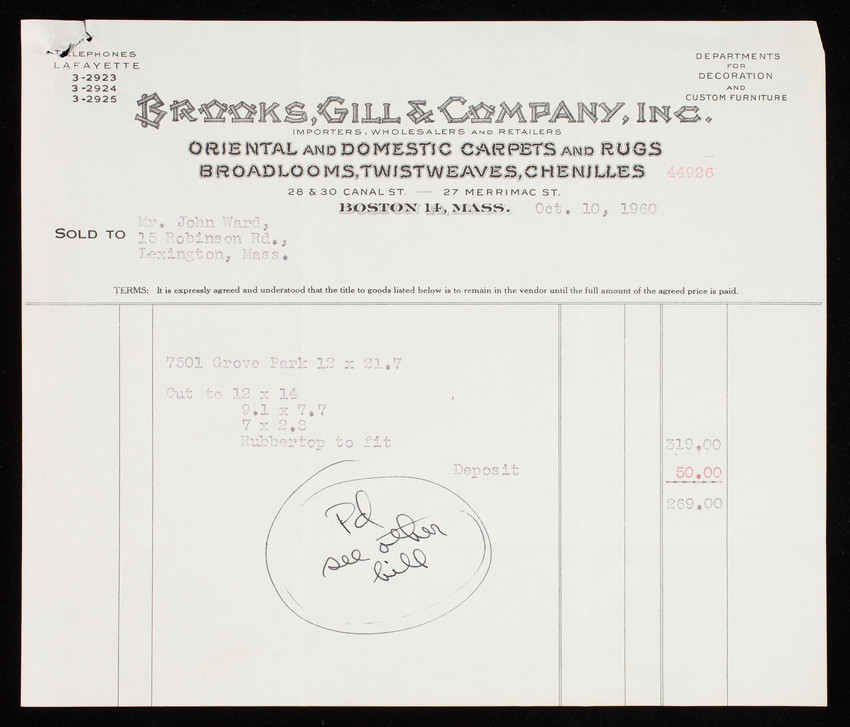 TELEPHONES
LAFAYETTE
3-2923
3-2924
3-2925
DEPARTMENTS
FOR
DECORATION
AND
CUSTOM FURNITURE
BROOKS, GILL & COMPANY, INC.
IMPORTERS, WHOLESALERS AND RETAILERS
ORIENTAL AND DOMESTIC CARPETS AND RUGS
BROADLOOMS, TWISTWEAVES, CHENILLES 44926
28 & 30 CANAL ST. — 27 MERRIMAC ST.
BOSTON 14, MASS. Oct. 10, 1960
SOLD TO
Mr. John Ward,
15 Robinson Rd.,
Lexington, Mass.
TERMS: It is expressly agreed and understood that the title to goods listed below is to remain in the vendor until the full amount of the agreed price is paid.
7501 Grove Park 12 x 21.7
Cut to 12 x 14
9.1 x 7.7
7 x 2.8
Rubbertop to fit 319.00
Deposit 50.00
269.00
Pd
see other
bill